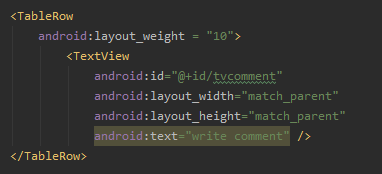 <TableRow
android:layout_weight = "10">
<TextView
android:id="@+id/tvcomment"
android:layout_width="match_parent"
android:layout_height="match_parent"
android:text="write comment" />
</TableRow>